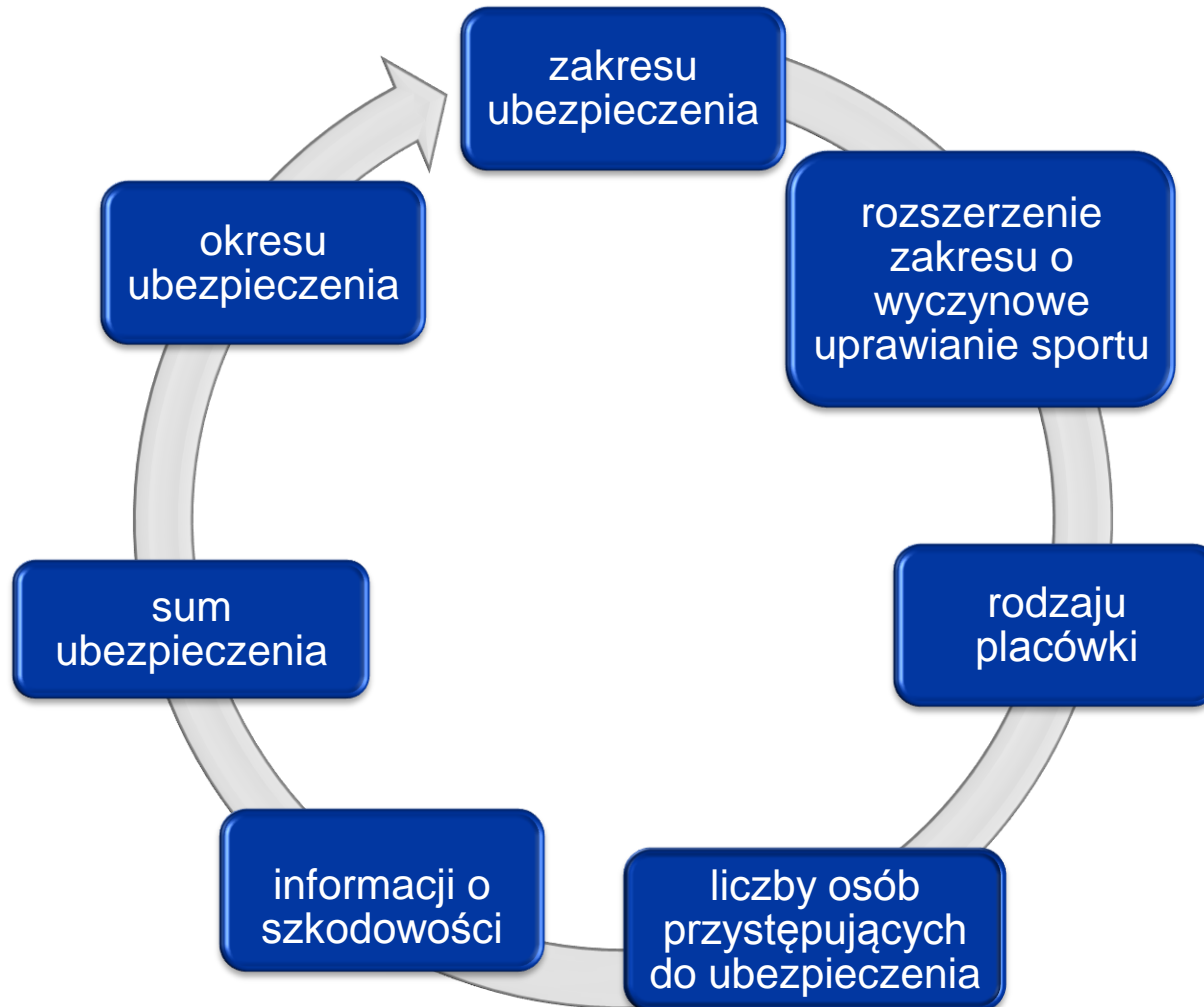 zakresu
ubezpieczenia
rozszerzenie
zakresu o
wyczynowe
uprawianie sportu
rodzaju
placówki
liczby osób
przystępujących
do ubezpieczenia
informacji o
szkodowości
sum
ubezpieczenia
okresu
ubezpieczenia